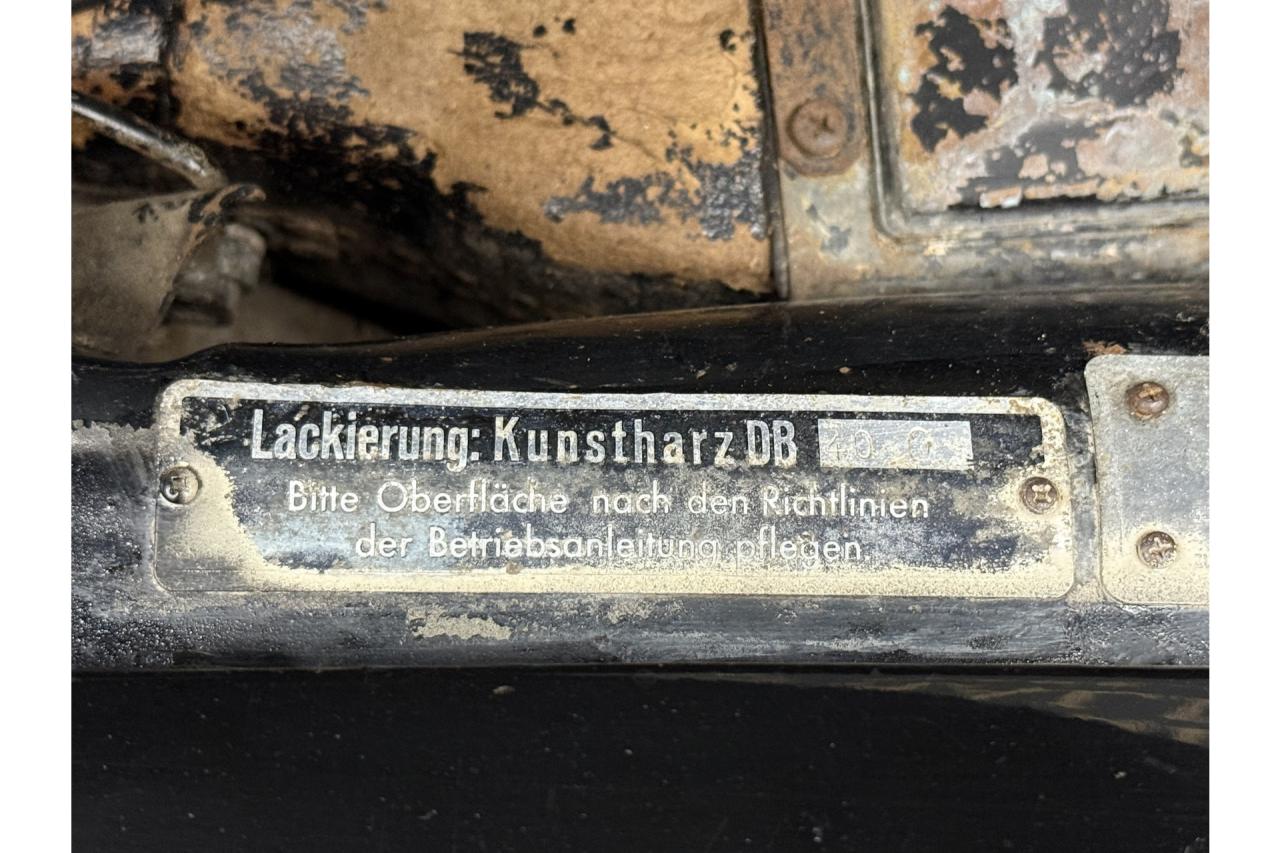 Lackierung: Kunstharz DB
Bitte Oberfläche nach den Richtlinien
der Betriebsanleitung pflegen.